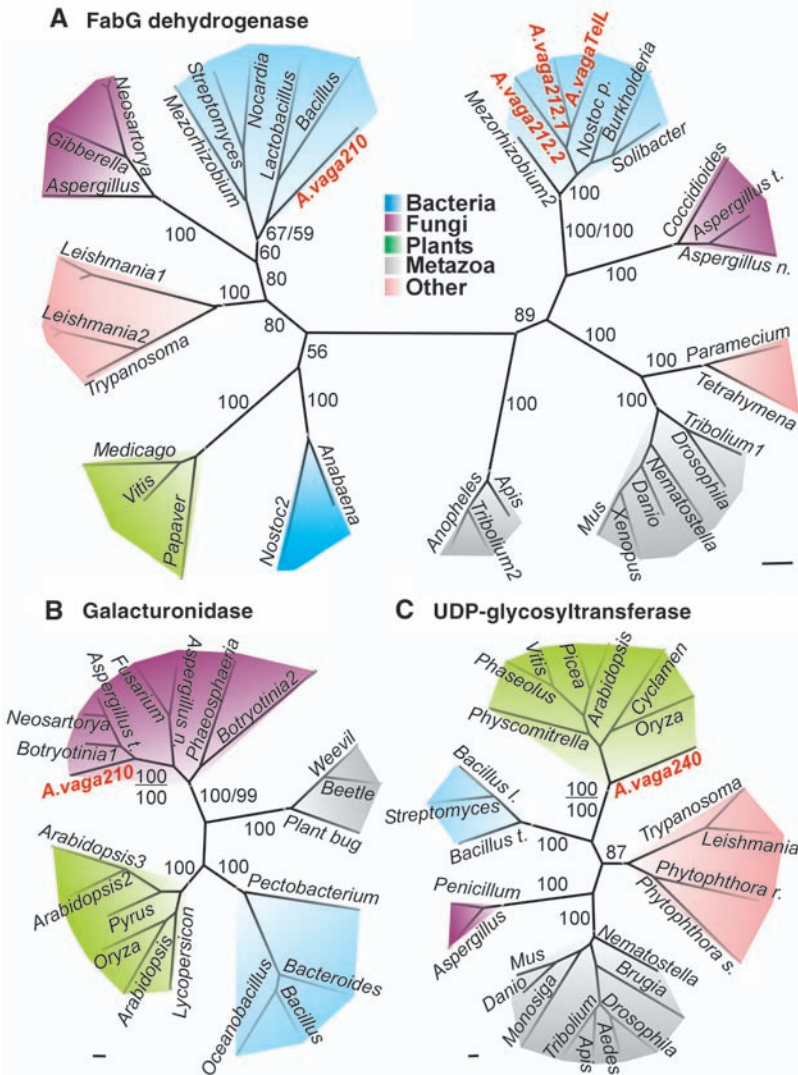 A FabG dehydrogenase
Neosartorya
Gibberella
Aspergillus
Mezorhizobium
Streptomyces
Nocardia
Lactobacillus
Bacillus
A.vaga210
67/59
60
100
80
Leishmania1
Leishmania2
Trypanosoma
100
80
56
100
100
Medicago
Vitis
Papaver
Nostoc2
Anabaena
Bacteria
Fungi
Plants
Metazoa
Other
Mezorhizobium2
A.vaga212.2
A.vaga212.1
A.vagaTelL
Nostoc p.
Burkholderia
Solibacter
100
100/100
Coccidioides
Aspergillus t.
Aspergillus n.
100
89
100
100
Paramecium
Tetrahymena
100
100
Anopheles
Apis
Tribolium2
Tribolium1
Drosophila
Nematostella
Danio
Xenopus
Mus
B Galacturonidase
Neosartorya
Aspergillus t.
Fusarium
Aspergillus n.
Phaeosphaeria
Botryotinia2
Botryotinia1
A.vaga210
100
100
100/99
Weevil
Beetle
Plant bug
100
100
100
Arabidopsis3
Arabidopsis2
Pyrus
Oryza
Arabidopsis
Lycopersicon
Pectobacterium
Bacteroides
Bacillus
Oceanobacillus
C UDP-glycosyltransferase
Physcomitrella
Phaseolus
Vitis
Picea
Arabidopsis
Cyclamen
Oryza
A.vaga240
100
100
Bacillus l.
Streptomyces
Bacillus t.
100
87
Trypanosoma
Leishmania
Phytophthora r.
Phytophthora s.
Penicillum
Aspergillus
100
100
Mus
Danio
Monosiga
Tribolium
Apis
Aedes
Drosophila
Brugia
Nematostella